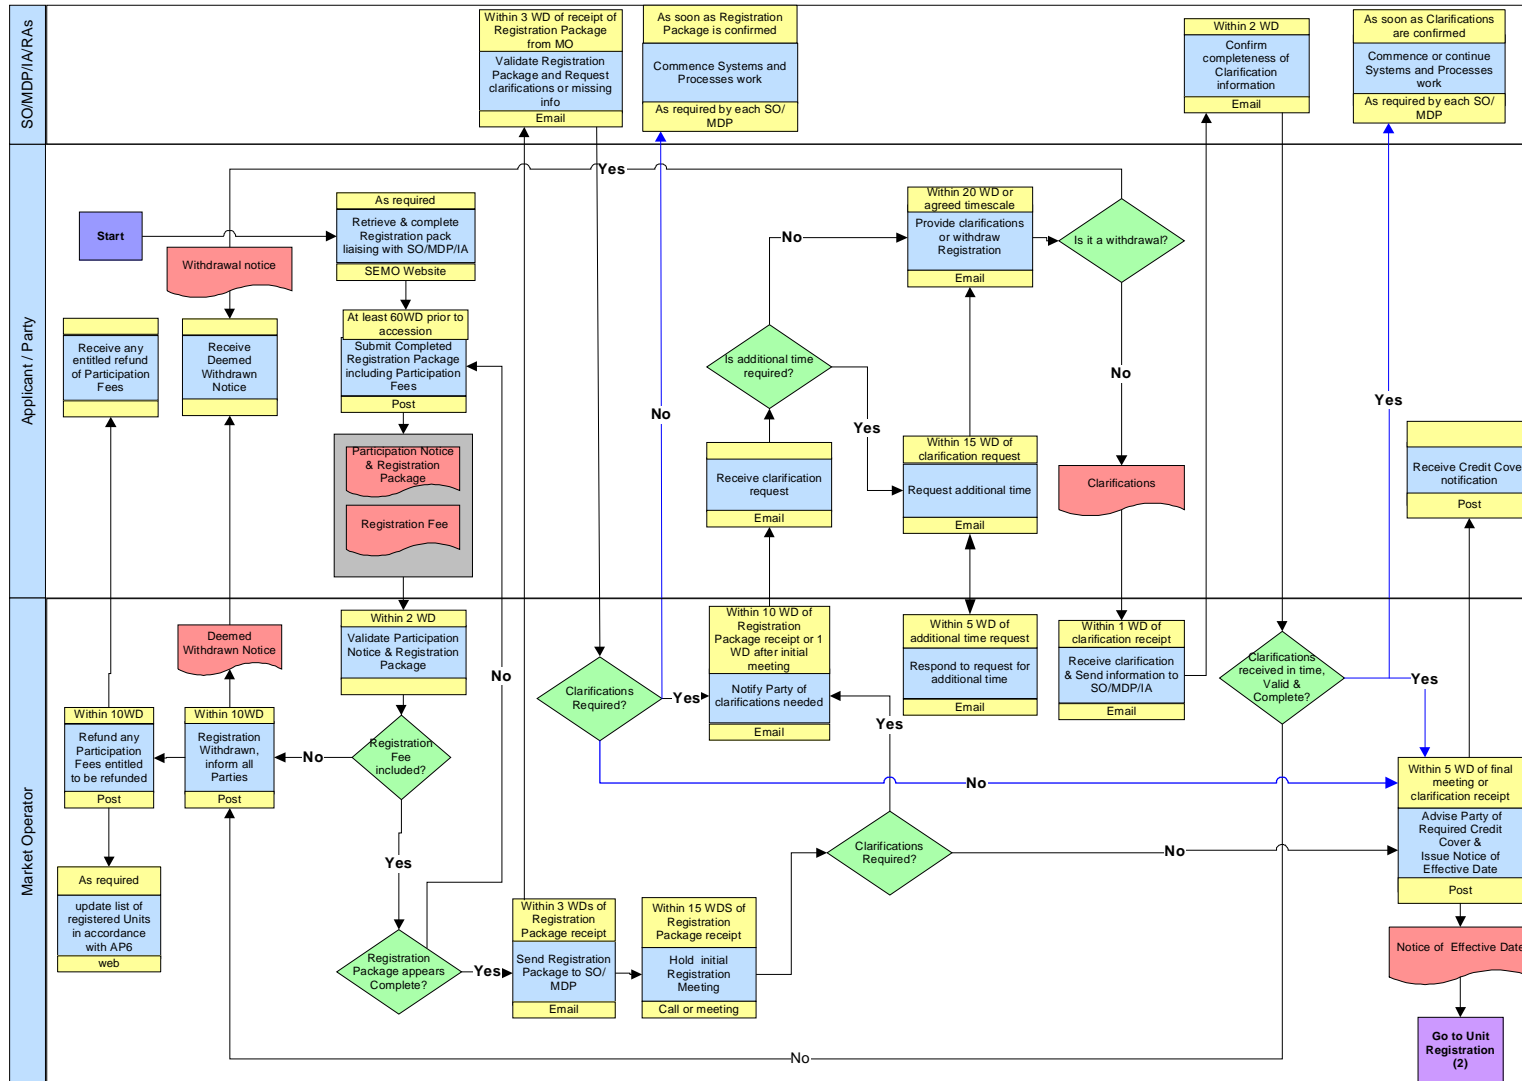 SO/MDP/IA/RAs
Within 3 WD of receipt of
Registration Package
from MO
Validate Registration
Package and Request
clarifications or missing
info
Email
As soon as Registration
Package is confirmed
Commence Systems and
Processes work
As required by each SO/
MDP
Within 2 WD
Confirm
completeness of
Clarification
information
Email
As soon as Clarifications
are confirmed
Commence or continue
Systems and Processes
work
As required by each SO/
MDP
Applicant / Party
Start
As required
Retrieve & complete
Registration pack
liaising with SO/MDP/IA
SEMO Website
Yes
Withdrawal notice
Receive any
entitled refund
of Participation
Fees
Receive
Deemed
Withdrawn
Notice
At least 60WD prior to
accession
Submit Completed
Registration Package
including Participation
Fees
Post
Participation Notice
& Registration
Package
Registration Fee
No
No
Is additional time
required?
Yes
Receive clarification
request
Email
Within 20 WD or
agreed timescale
Provide clarifications
or withdraw
Registration
Email
Within 15 WD of
clarification request
Request additional time
Email
Is it a withdrawal?
No
Clarifications
Yes
Receive Credit Cove
notification
Post
Market Operator
Deemed
Withdrawn Notice
Within 10WD
Refund any
Participation
Fees entitled
to be refunded
Post
Within 10WD
Registration
Withdrawn,
inform all
Parties
Post
As required
update list of
registered Units
in accordance
with AP6
web
Within 2 WD
Validate Participation
Notice & Registration
Package
No
Registration
Fee
included?
Yes
No
Registration
Package appears
Complete?
Yes
Within 3 WDs of
Registration
Package receipt
Send Registration
Package to SO/
MDP
Email
Within 15 WDS of
Registration
Package receipt
Hold initial
Registration
Meeting
Call or meeting
Clarifications
Required?
Yes
Within 10 WD of
Registration
Package receipt or 1
WD after initial
meeting
Notify Party of
clarifications needed
Email
Yes
Clarifications
Required?
No
No
Within 5 WD of
additional time request
Respond to request for
additional time
Email
Within 1 WD of
clarification receipt
Receive clarification
& Send information to
SO/MDP/IA
Email
Clarifications
received in time,
Valid &
Complete?
Yes
Within 5 WD of final
meeting or
clarification receipt
Advise Party of
Required Credit
Cover &
Issue Notice of
Effective Date
Post
Notice of Effective Date
Go to Unit
Registration
(2)
No